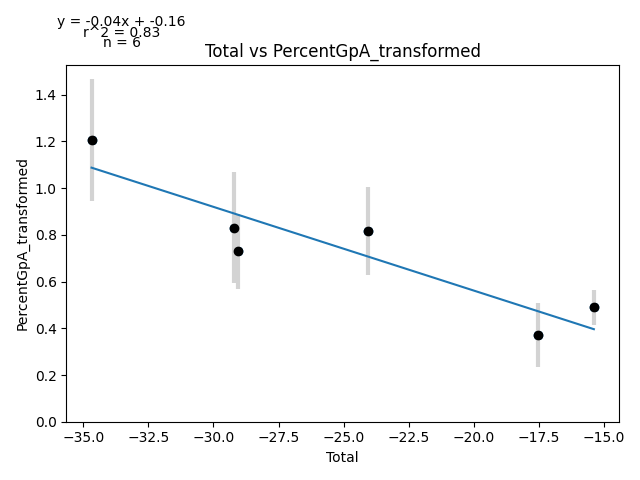 y = -0.04x + -0.16
r^2 = 0.83
n = 6
Total vs PercentGpA_transformed
PercentGpA_transformed
1.4
1.2
1.0
0.8
0.6
0.4
0.2
0.0
−35.0 −32.5 −30.0 −27.5 −25.0 −22.5 −20.0 −17.5 −15.0
Total